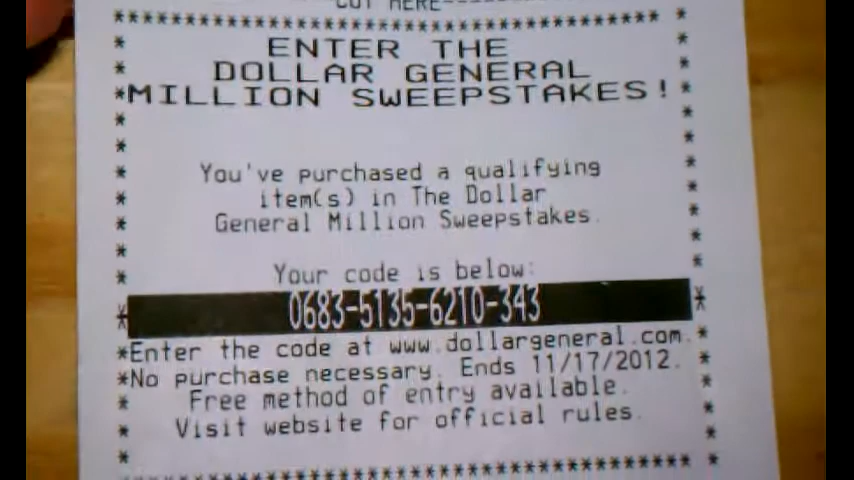 CUT HERE
ENTER THE
DOLLAR GENERAL
MILLION SWEEPSTAKES!
You've purchased a qualifying
item(s) in The Dollar
General Million Sweepstakes.
Your code is below:
0683-5135-6210-343
*Enter the code at www.dollargeneral.com.
*No purchase necessary. Ends 11/17/2012.
Free method of entry available.
Visit website for official rules.